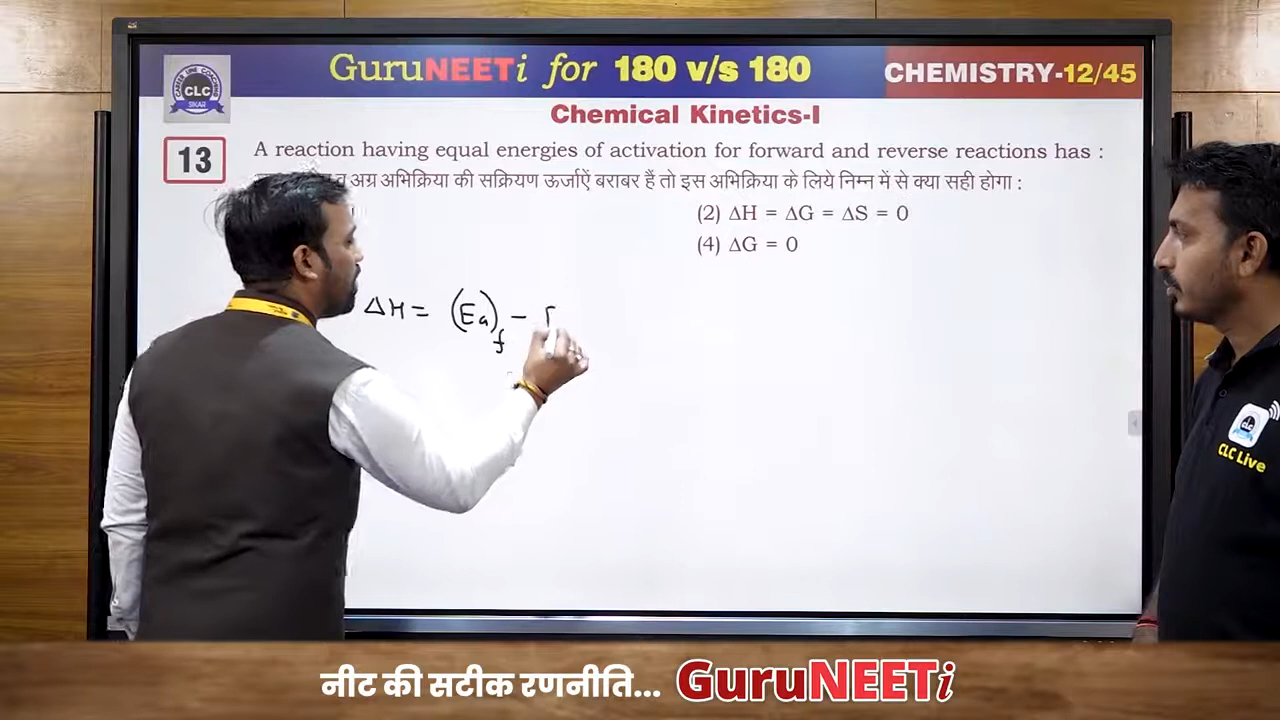 GuruNEETi for 180 v/s 180
CHEMISTRY-12/45
CLC
SIKAR
Chemical Kinetics-I
13
A reaction having equal energies of activation for forward and reverse reactions has :
व अग्र अभिक्रिया की सक्रियण ऊर्जाऐं बराबर हैं तो इस अभिक्रिया के लिये निम्न में से क्या सही होगा :
(2) ΔH = ΔG = ΔS = 0
(4) ΔG = 0
ΔH = (Ea)f -
CLC
CLC Live
नीट की सटीक रणनीति... GuruNEETi